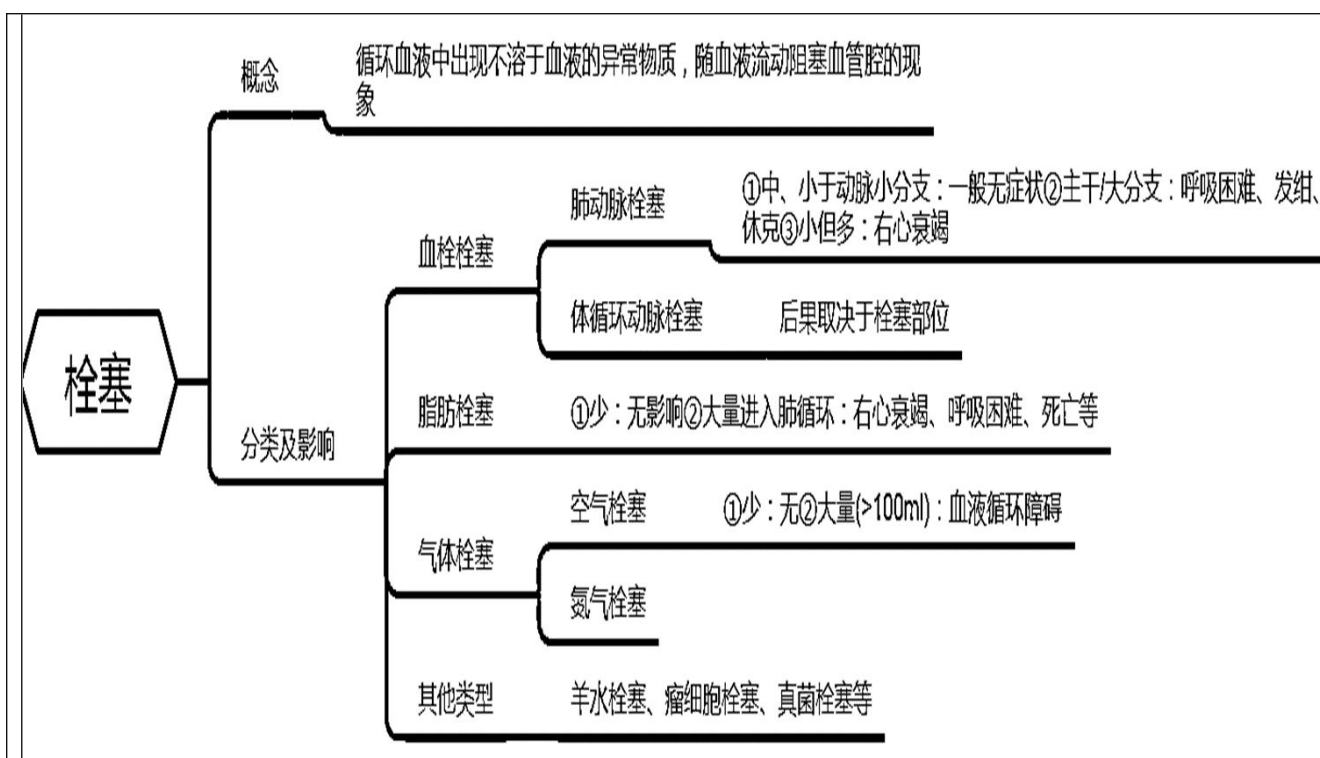 概念
循环血液中出现不溶于血液的异常物质，随血液流动阻塞血管腔的现
象
栓塞
分类及影响
血栓栓塞
肺动脉栓塞
①中、小于动脉小分支：一般无症状②主干/大分支：呼吸困难、发绀、
休克③小但多：右心衰竭
体循环动脉栓塞
后果取决于栓塞部位
脂肪栓塞
①少：无影响②大量进入肺循环：右心衰竭、呼吸困难、死亡等
气体栓塞
空气栓塞
①少：无②大量(>100ml)：血液循环障碍
氮气栓塞
其他类型
羊水栓塞、瘤细胞栓塞、真菌栓塞等